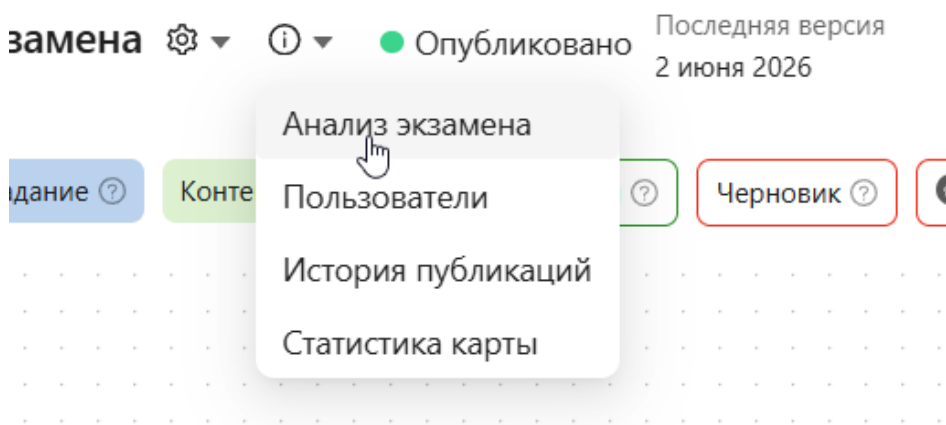 замена
Опубликовано
Последняя версия
2 июня 2026
Анализ экзамена
дание
Конте
Пользователи
Черновик
История публикаций
Статистика карты